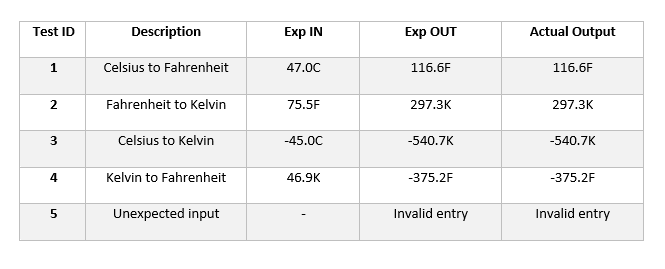 Test ID Description Exp IN Exp OUT Actual Output
1 Celsius to Fahrenheit 47.0C 116.6F 116.6F
2 Fahrenheit to Kelvin 75.5F 297.3K 297.3K
3 Celsius to Kelvin -45.0C -540.7K -540.7K
4 Kelvin to Fahrenheit 46.9K -375.2F -375.2F
5 Unexpected input - Invalid entry Invalid entry